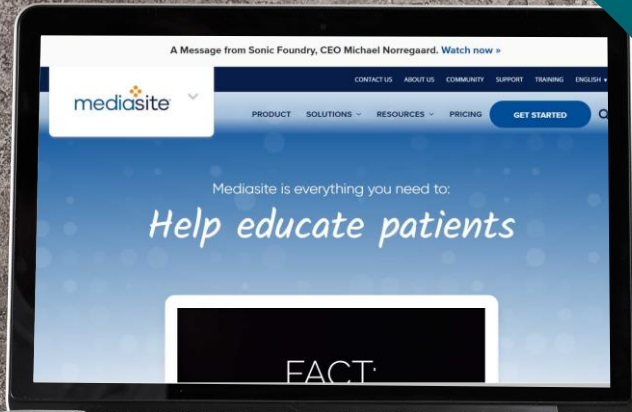 A Message from Sonic Foundry, CEO Michael Norregaard. Watch now »
CONTACT US ABOUT US COMMUNITY SUPPORT TRAINING ENGLISH
mediasite
PRODUCT SOLUTIONS RESOURCES PRICING GET STARTED
Mediasite is everything you need to:
Help educate patients
FACT: